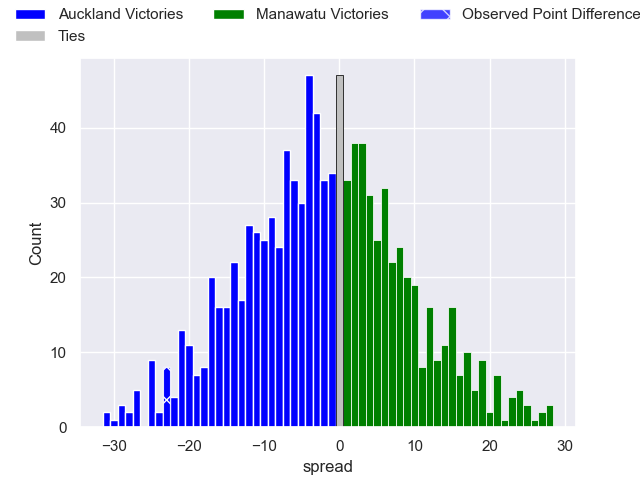 Auckland Victories Manawatu Victories Observed Point Difference
Ties
40
30
20
10
0
Count
−30 −20 −10 0 10 20 30
spread